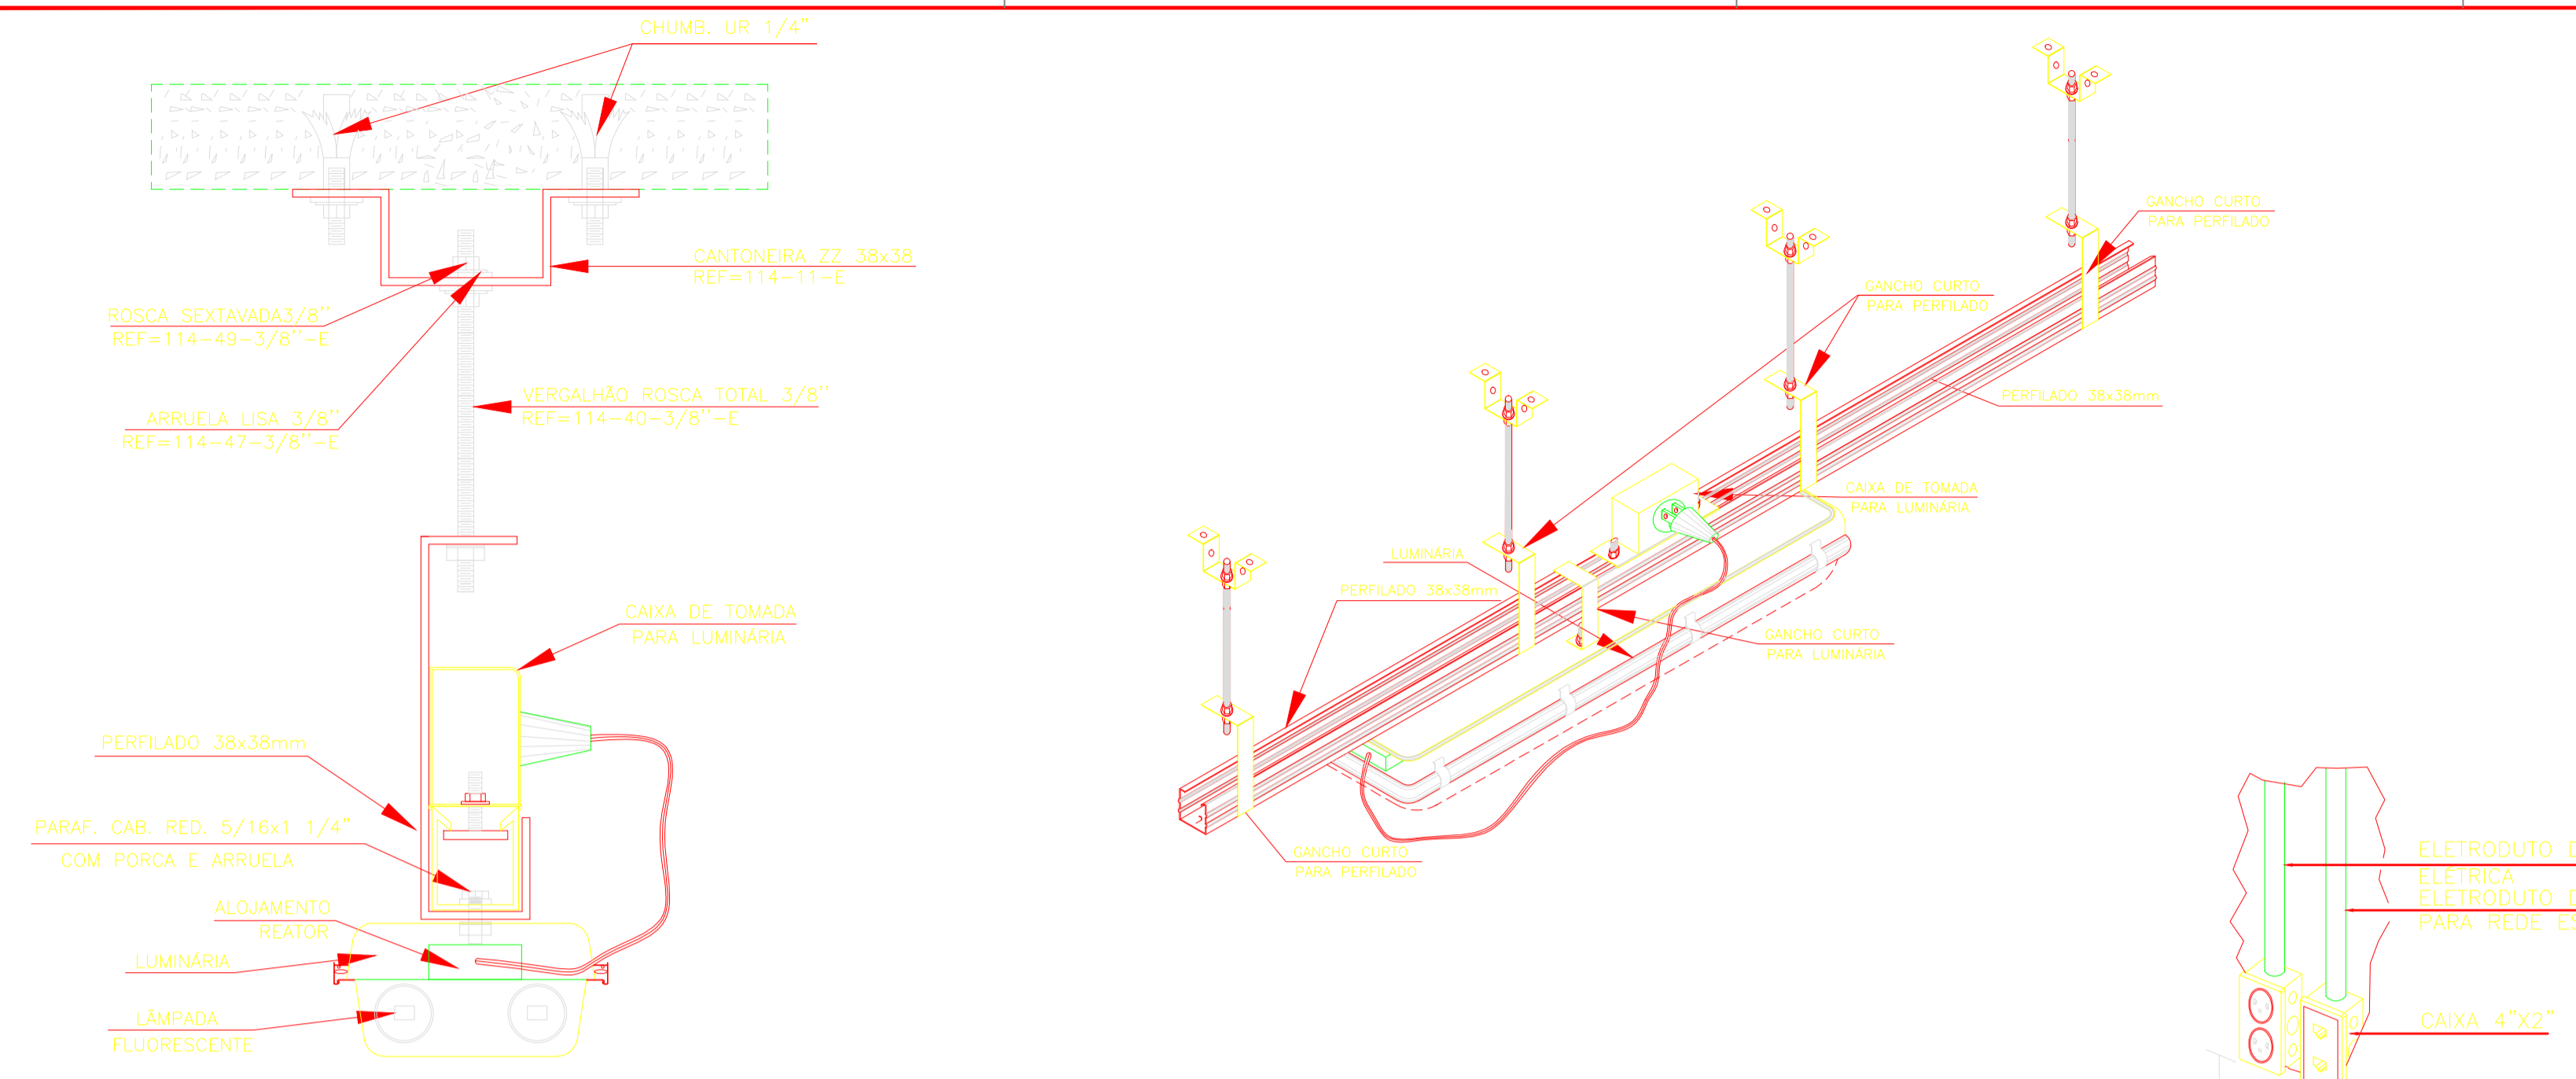 CHUMB. UR 1/4"
CANTONEIRA ZZ 38x38
REF=114-11-E
ROSCA SEXTAVADA3/8''
REF=114-49-3/8''-E
VERGALHÃO ROSCA TOTAL 3/8''
REF=114-40-3/8''-E
ARRUELA LISA 3/8''
REF=114-47-3/8''-E
CAIXA DE TOMADA
PARA LUMINÁRIA
PERFILADO 38x38mm
PARAF. CAB. RED. 5/16x1 1/4"
COM PORCA E ARRUELA
ALOJAMENTO
REATOR
LUMINÁRIA
LÂMPADA
FLUORESCENTE
GANCHO CURTO
PARA PERFILADO
GANCHO CURTO
PARA PERFILADO
PERFILADO 38x38mm
CAIXA DE TOMADA
PARA LUMINÁRIA
LUMINÁRIA
PERFILADO 38x38mm
GANCHO CURTO
PARA LUMINÁRIA
GANCHO CURTO
PARA PERFILADO
ELETRODUTO
ELÉTRICA
ELETRODUTO
PARA REDE
CAIXA 4"X2"